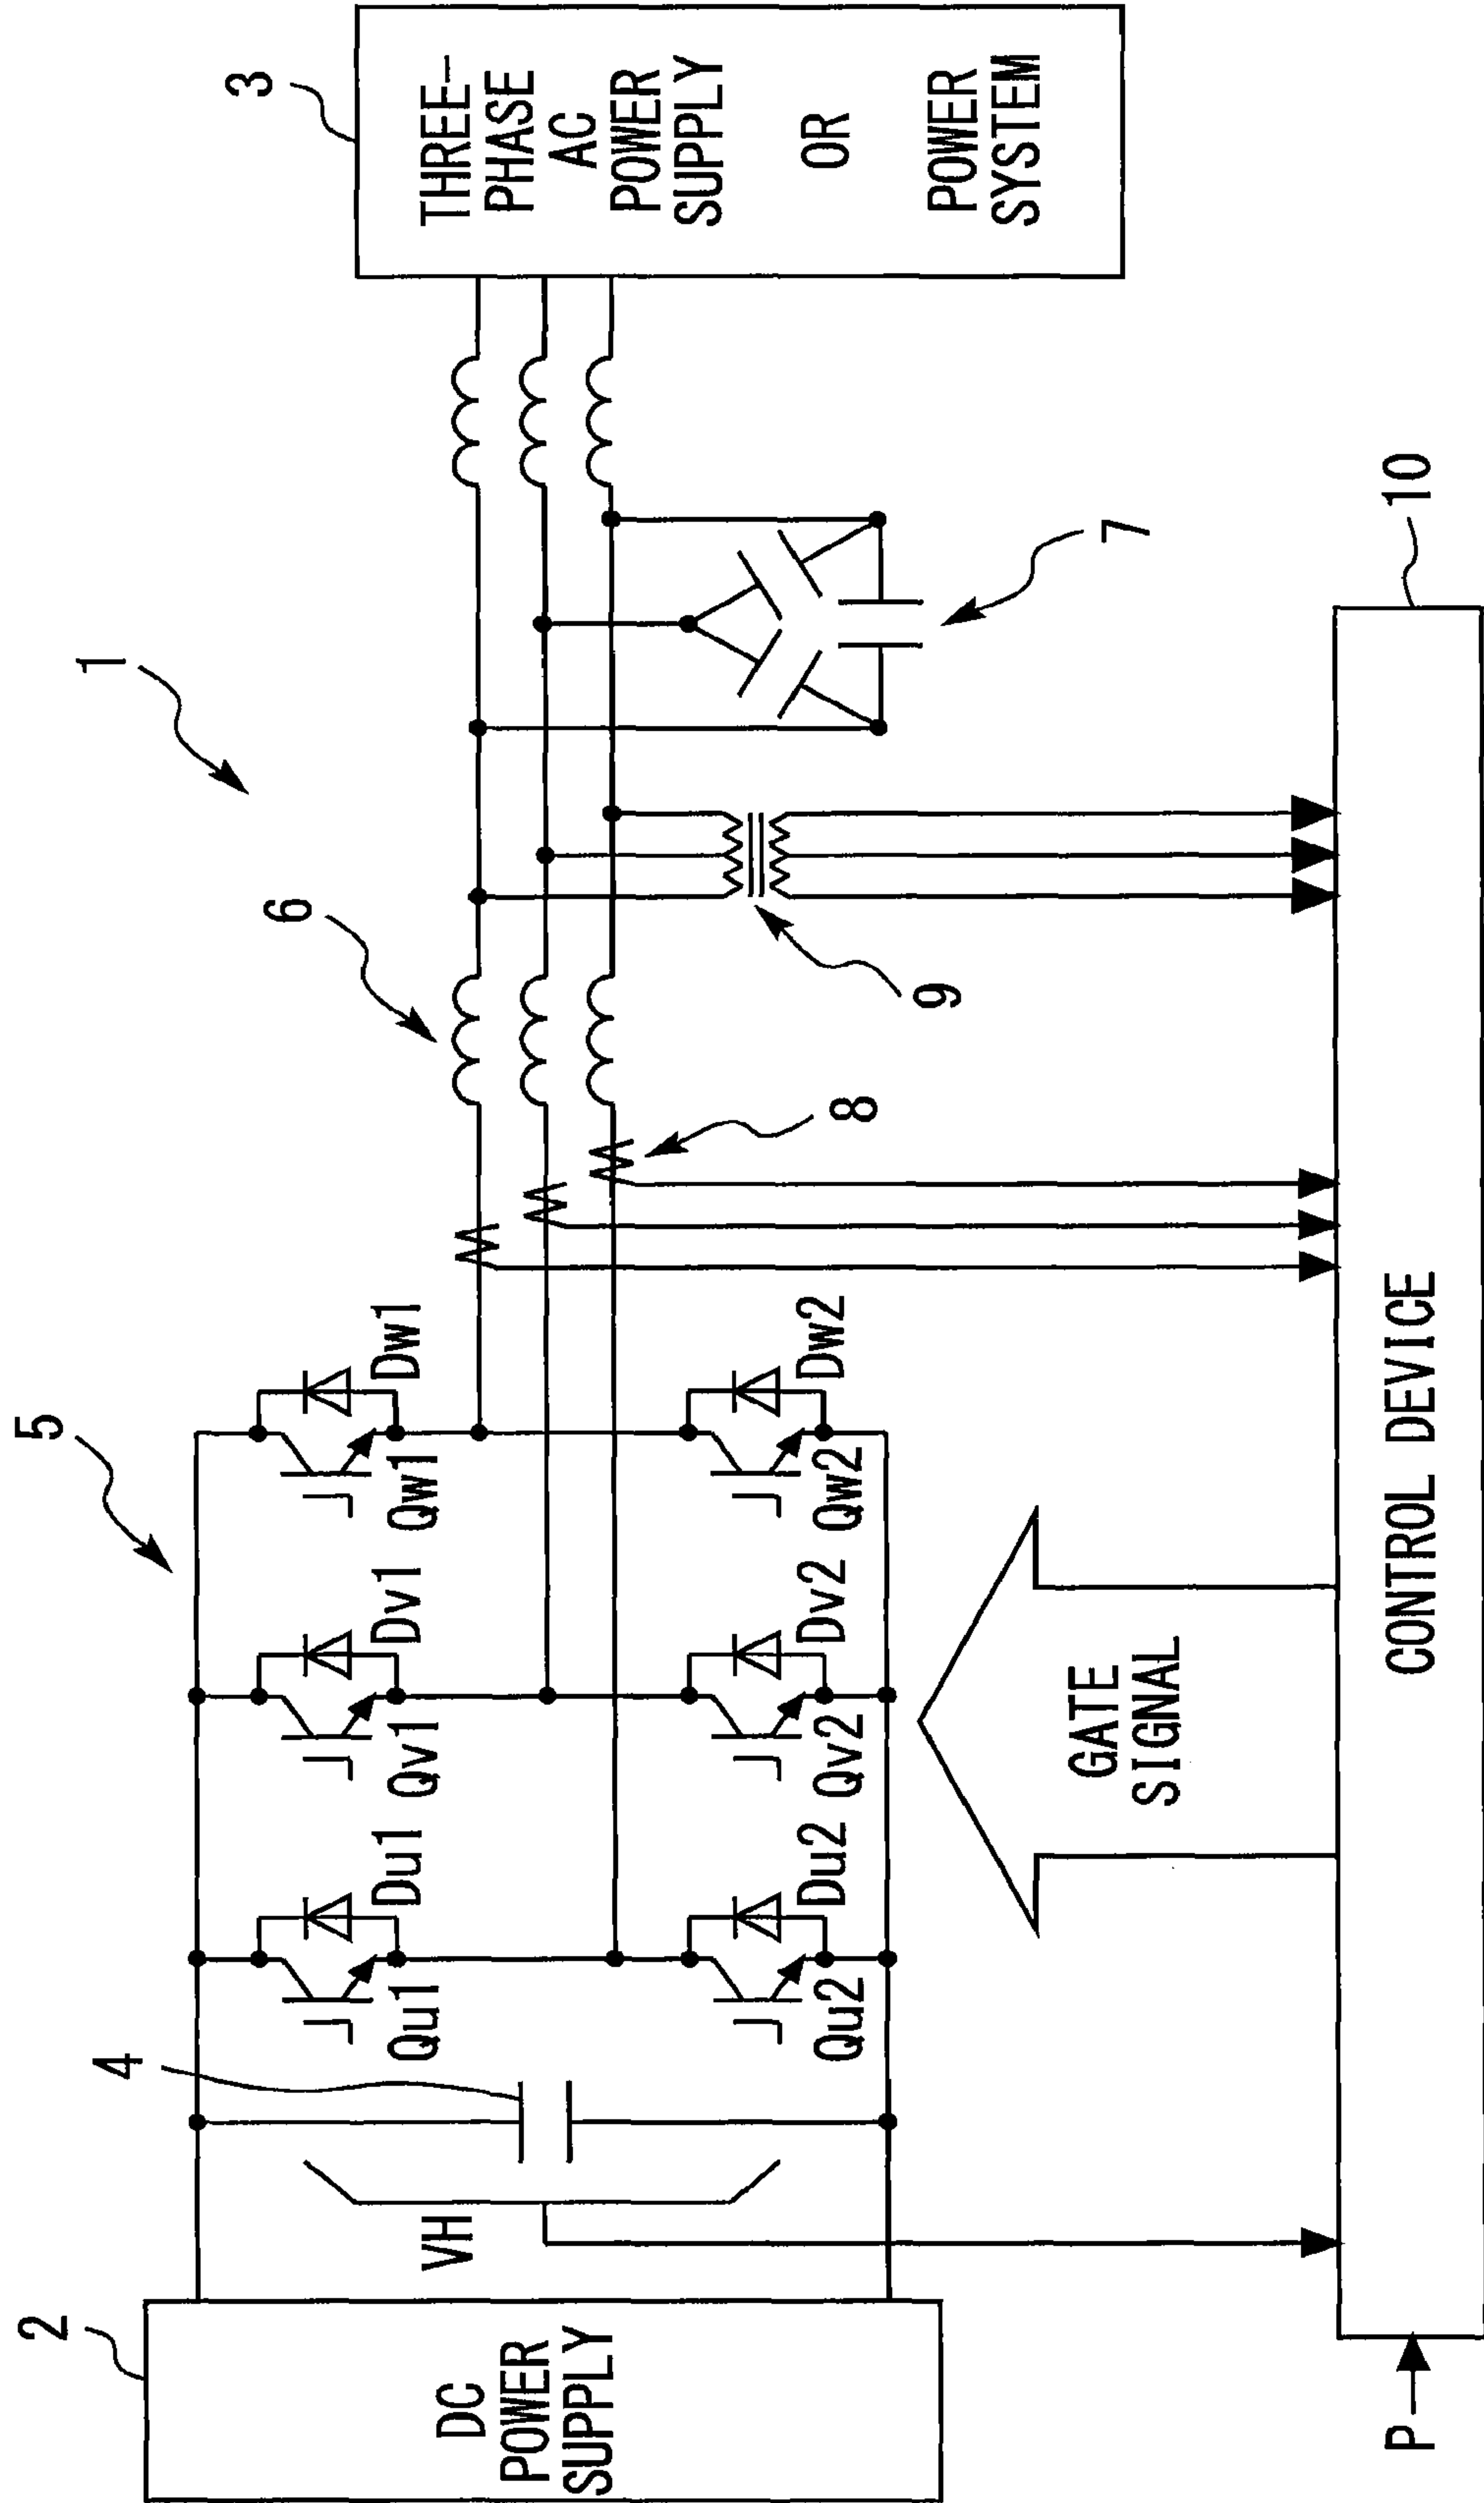 1
5
6
3
2
4
DC
POWER
SUPPLY
VH
Du1
Dv1
Dw1
Qu1
Qv1
Qw1
Du2
Dv2
Dw2
Qu2
Qv2
Qw2
8
9
7
THREE-
PHASE
AC
POWER
SUPPLY
OR
POWER
SYSTEM
GATE
SIGNAL
10
P
CONTROL DEVICE